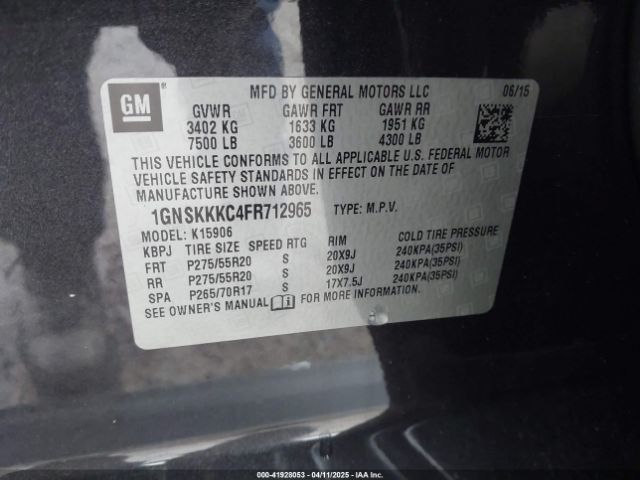 GM
MFD BY GENERAL MOTORS LLC 06/15
GVWR GAWR FRT GAWR RR
3402 KG 1633 KG 1951 KG
7500 LB 3600 LB 4300 LB
THIS VEHICLE CONFORMS TO ALL APPLICABLE U.S. FEDERAL MOTOR
VEHICLE SAFETY STANDARDS IN EFFECT ON THE DATE OF
MANUFACTURE SHOWN ABOVE.
1GNSKKKC4FR712965 TYPE: M.P.V.
MODEL: K15906
KBPJ TIRE SIZE SPEED RTG RIM COLD TIRE PRESSURE
FRT P275/55R20 S 20X9J 240KPA(35PSI)
RR P275/55R20 S 20X9J 240KPA(35PSI)
SPA P265/70R17 S 17X7.5J 240KPA(35PSI)
SEE OWNER'S MANUAL FOR MORE INFORMATION.
000-41928053 - 04/11/2025 - IAAI.COM